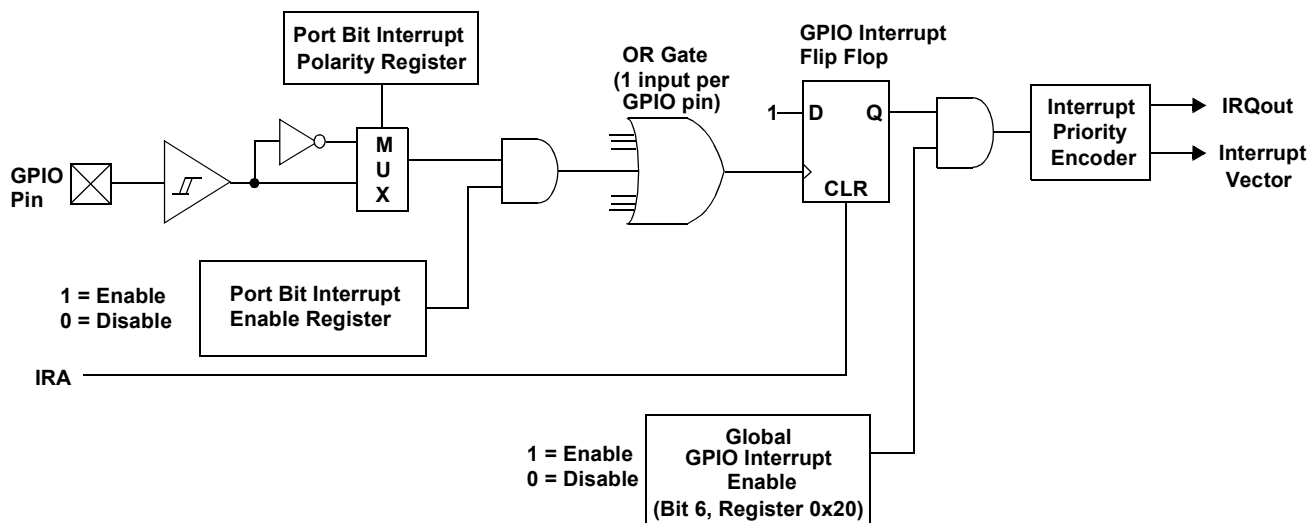 Port Bit Interrupt
Polarity Register
OR Gate
(1 input per
GPIO pin)
GPIO Interrupt
Flip Flop
GPIO
Pin
M
U
X
1
D
Q
CLR
Interrupt
Priority
Encoder
IRQout
Interrupt
Vector
1 = Enable
0 = Disable
Port Bit Interrupt
Enable Register
IRA
1 = Enable
0 = Disable
Global
GPIO Interrupt
Enable
(Bit 6, Register 0x20)